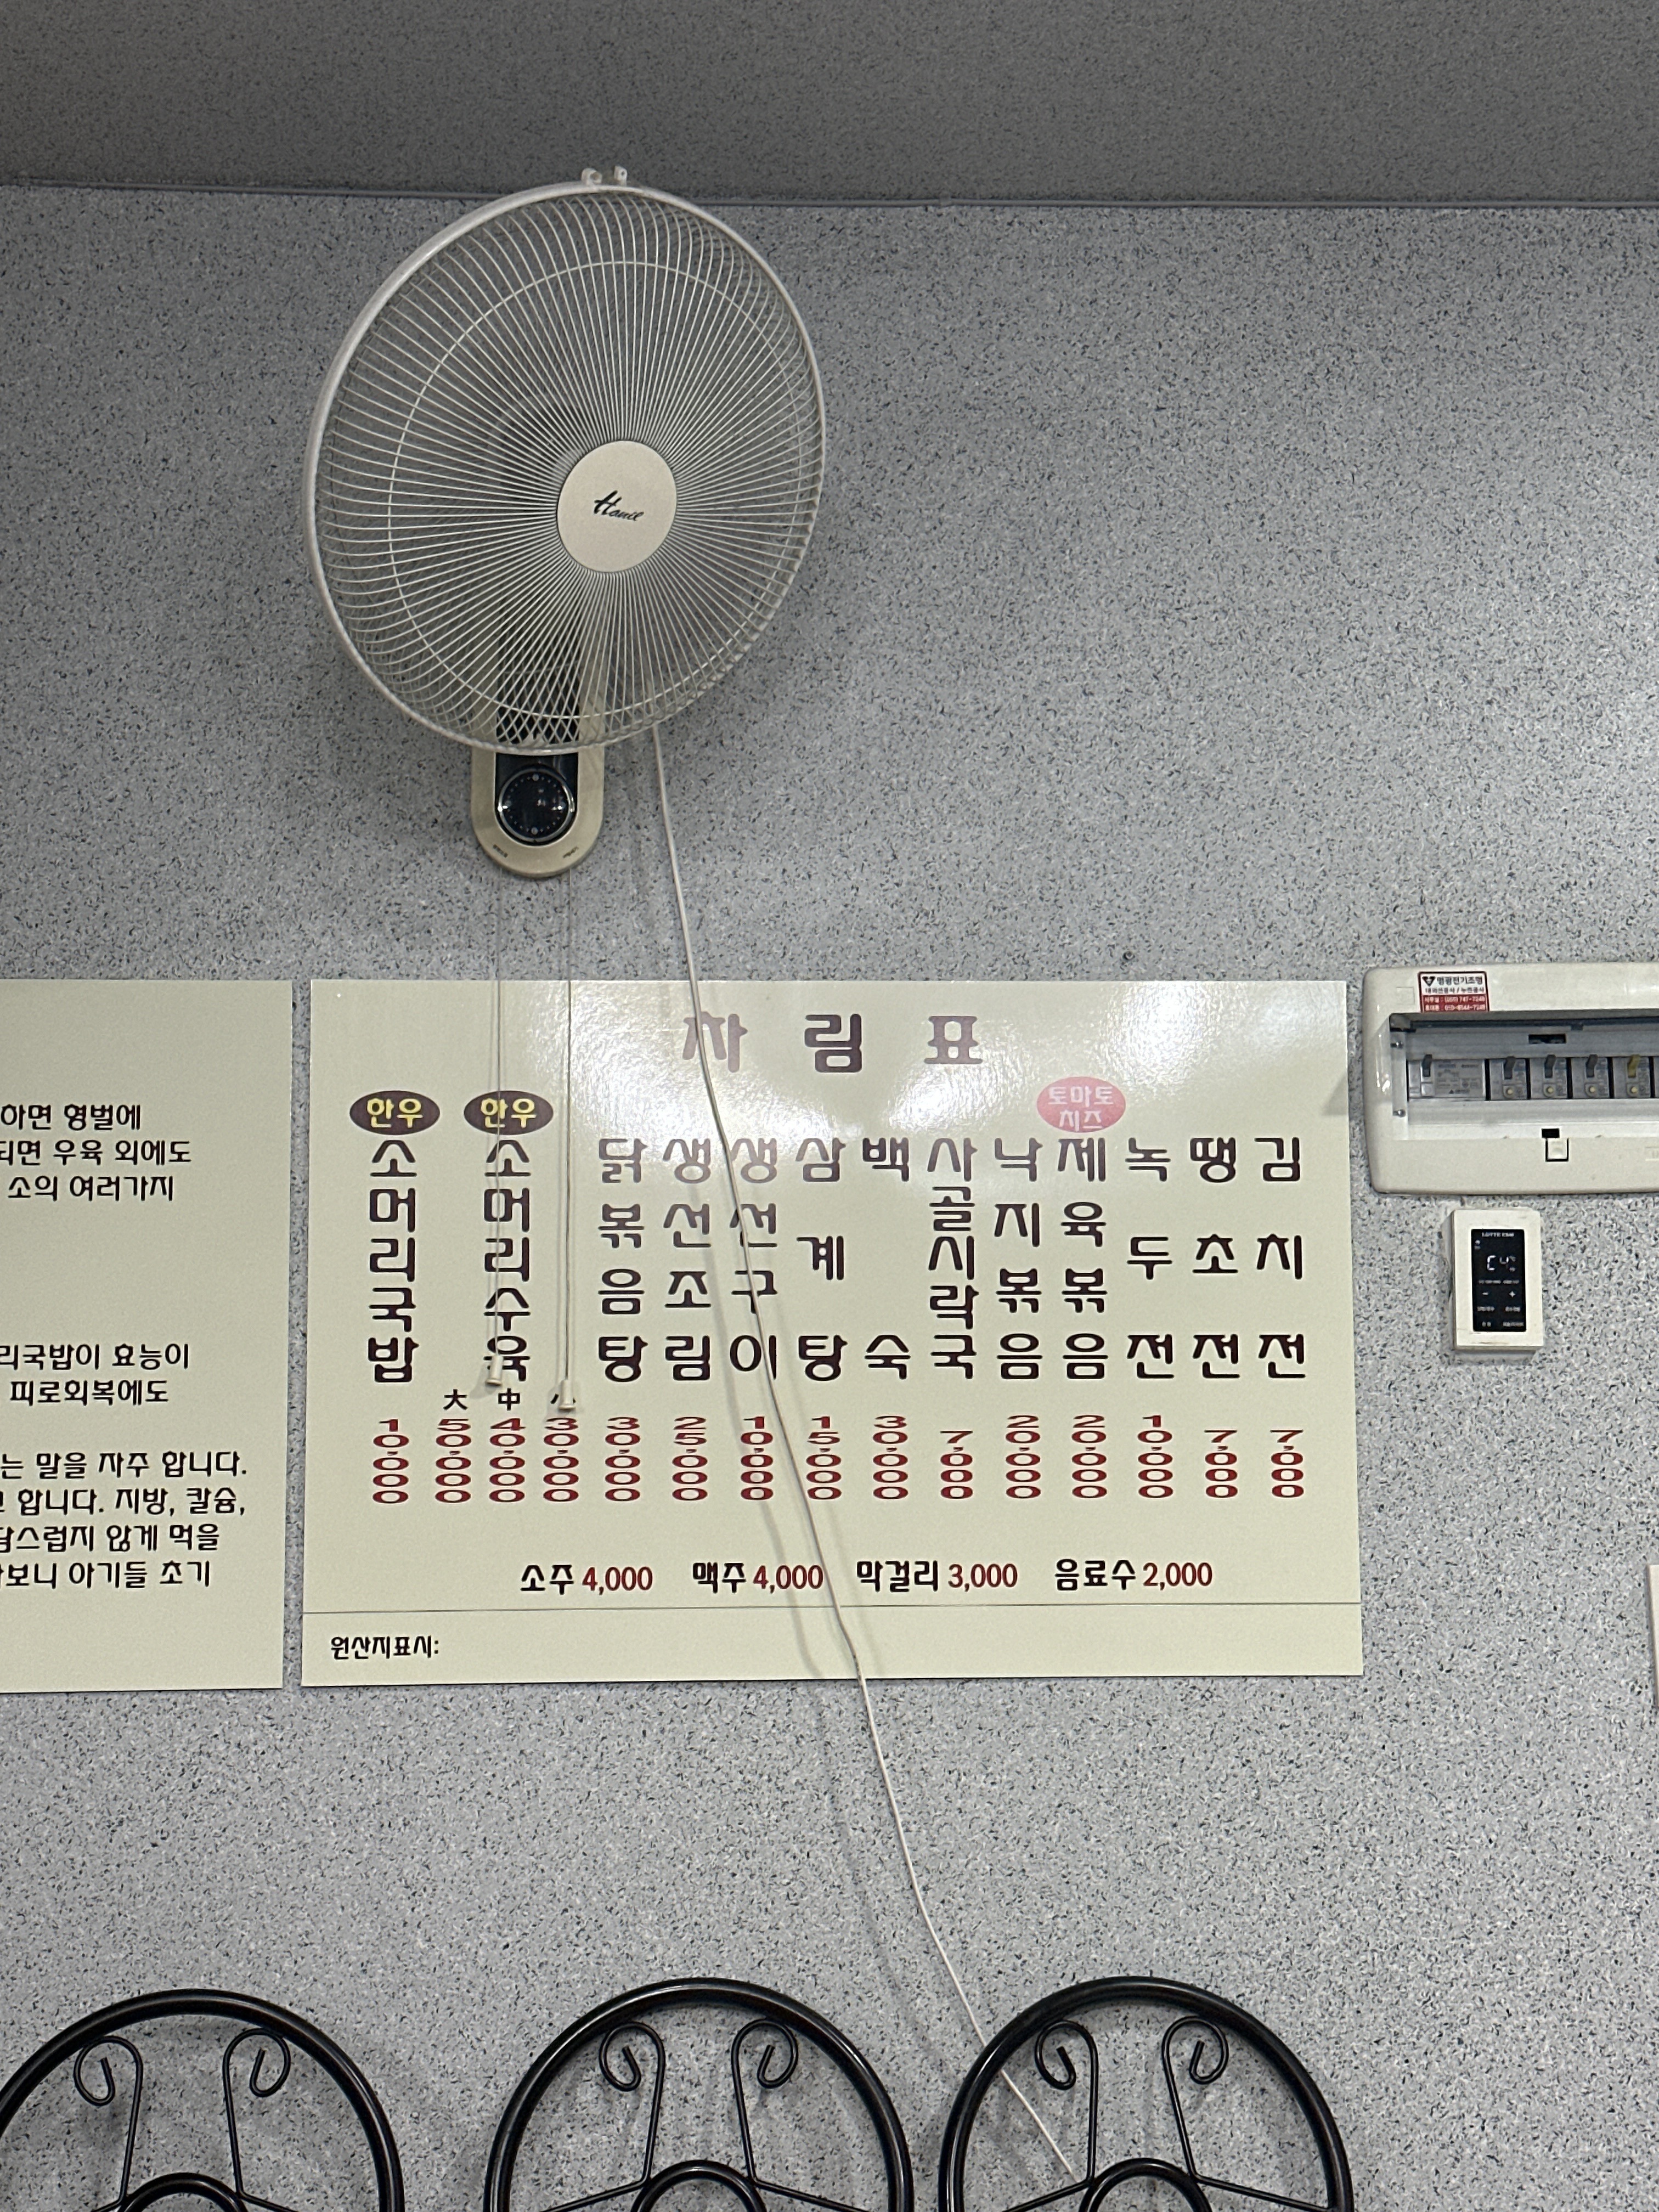 Hanil
하면 형벌에
되면 우육 외에도
소의 여러가지
리국밥이 효능이
피로회복에도
는 말을 자주 합니다.
합니다. 지방, 칼슘,
담스럽지 않게 먹을
보니 아기들 초기
차림표
한우 소머리국밥 10,000
한우 소머리수육 大 50,000 中 40,000 小 30,000
닭볶음탕 30,000
생선조림 25,000
생선구이 10,000
삼계탕 15,000
백숙 30,000
사골시락국 7,000
낙지볶음 20,000
토마토 치즈 제육볶음 20,000
녹두전 10,000
땡초전 7,000
김치전 7,000
소주 4,000 맥주 4,000 막걸리 3,000 음료수 2,000
원산지표시:
명광전기조명
LOTTE E&M